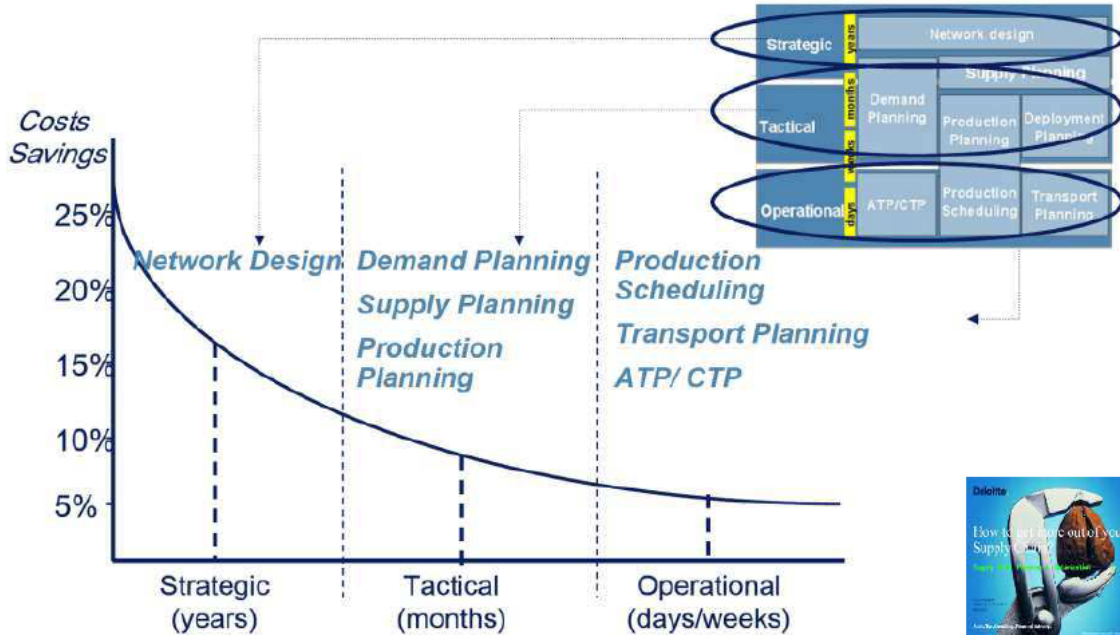 Costs
Savings
25%
20%
15%
10%
5%
Network Design
Demand Planning
Supply Planning
Production
Planning
Production
Scheduling
Transport Planning
ATP/ CTP
Strategic
(years)
Tactical
(months)
Operational
(days/weeks)
Strategic
years
Network design
Supply Planning
months
Tactical
Demand
Planning
Production
Planning
Deployment
Planning
weeks
Operational
days
ATP/CTP
Production
Scheduling
Transport
Planning
Deloitte
How to get more out of you
Supply